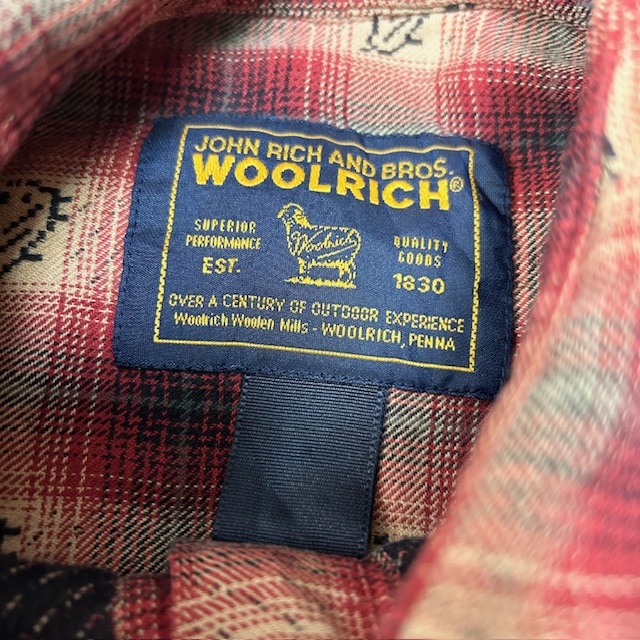 JOHN RICH AND BROS.
WOOLRICH®
SUPERIOR
PERFORMANCE
EST.
Woolrich
QUALITY
GOODS
1830
OVER A CENTURY OF OUTDOOR EXPERIENCE
Woolrich Woolen Mills - WOOLRICH, PENNA